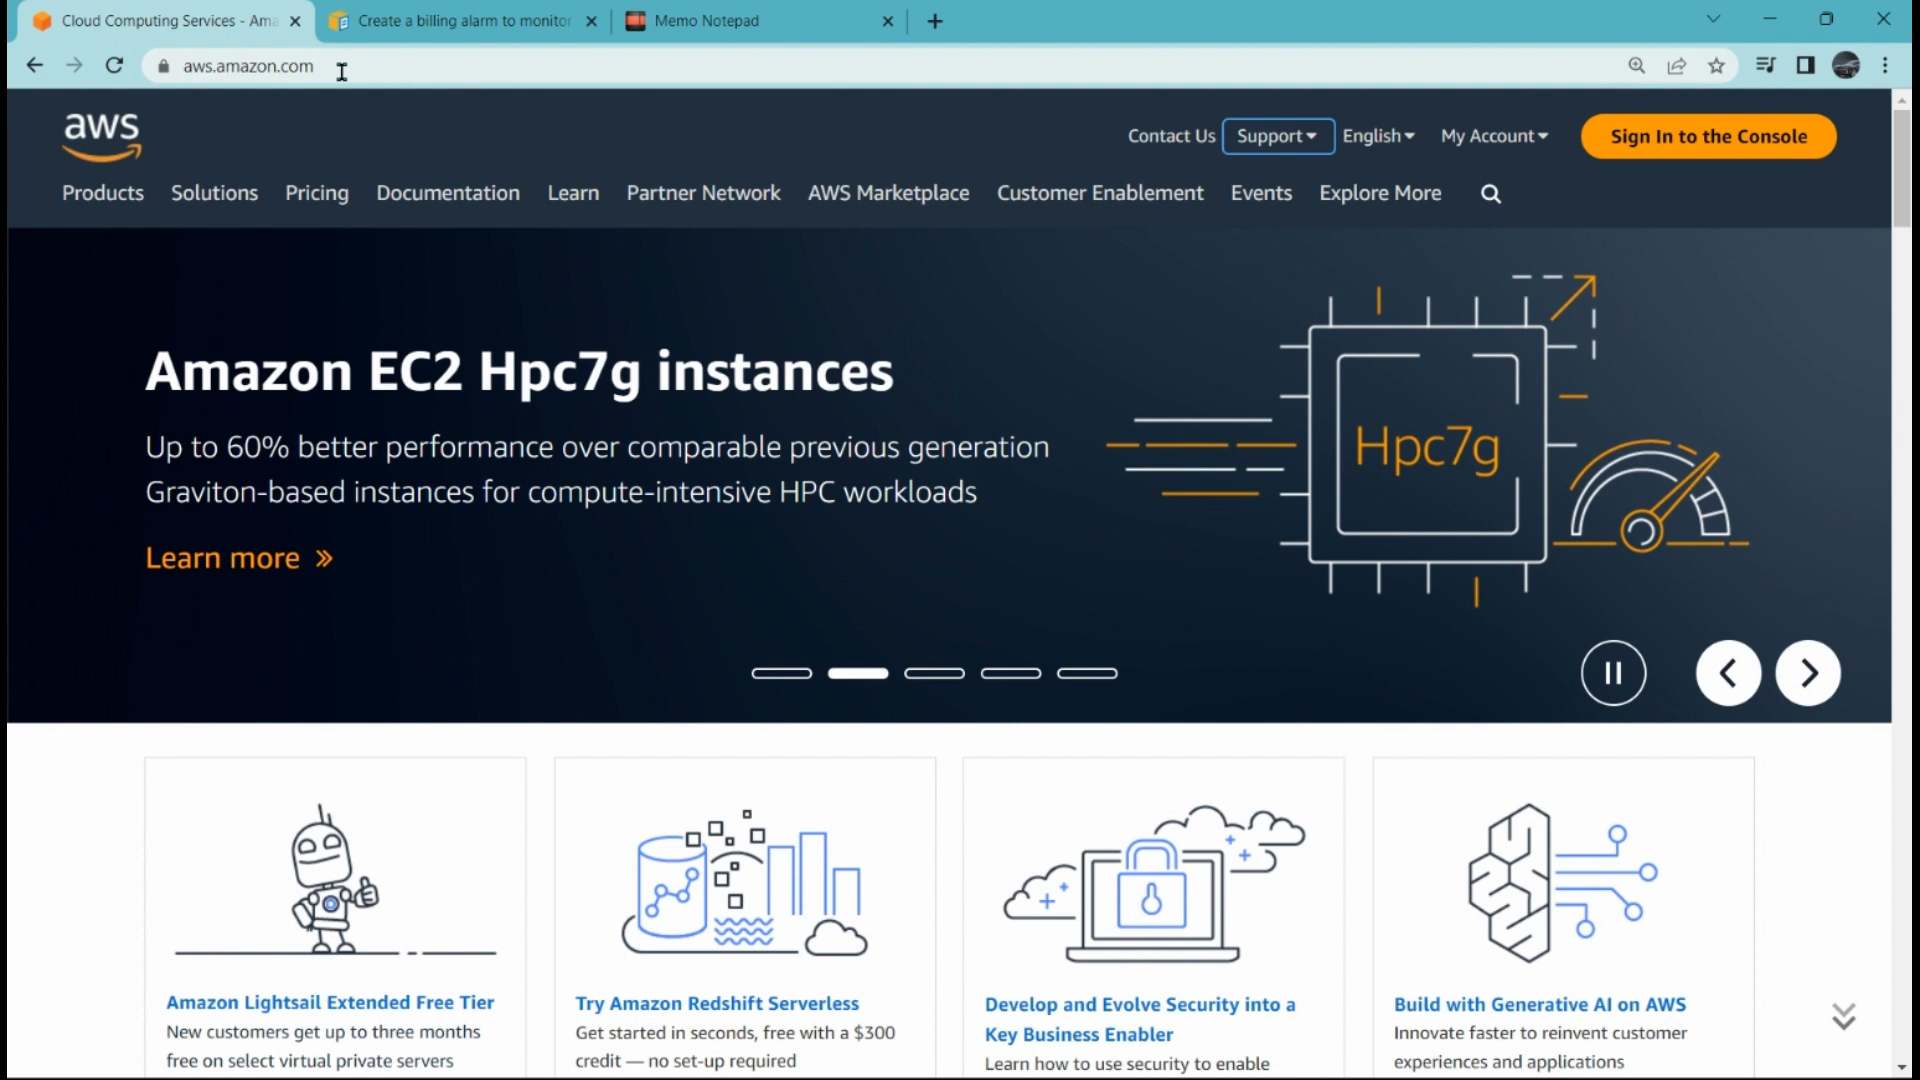 Cloud Computing Services - Ama
Create a billing alarm to monitor
Memo Notepad
aws.amazon.com
aws
Contact Us
Support
English
My Account
Sign In to the Console
Products
Solutions
Pricing
Documentation
Learn
Partner Network
AWS Marketplace
Customer Enablement
Events
Explore More
Amazon EC2 Hpc7g instances
Up to 60% better performance over comparable previous generation
Graviton-based instances for compute-intensive HPC workloads
Learn more »
Hpc7g
Amazon Lightsail Extended Free Tier
New customers get up to three months
free on select virtual private servers
Try Amazon Redshift Serverless
Get started in seconds, free with a $300
credit — no set-up required
Develop and Evolve Security into a
Key Business Enabler
Learn how to use security to enable
Build with Generative AI on AWS
Innovate faster to reinvent customer
experiences and applications